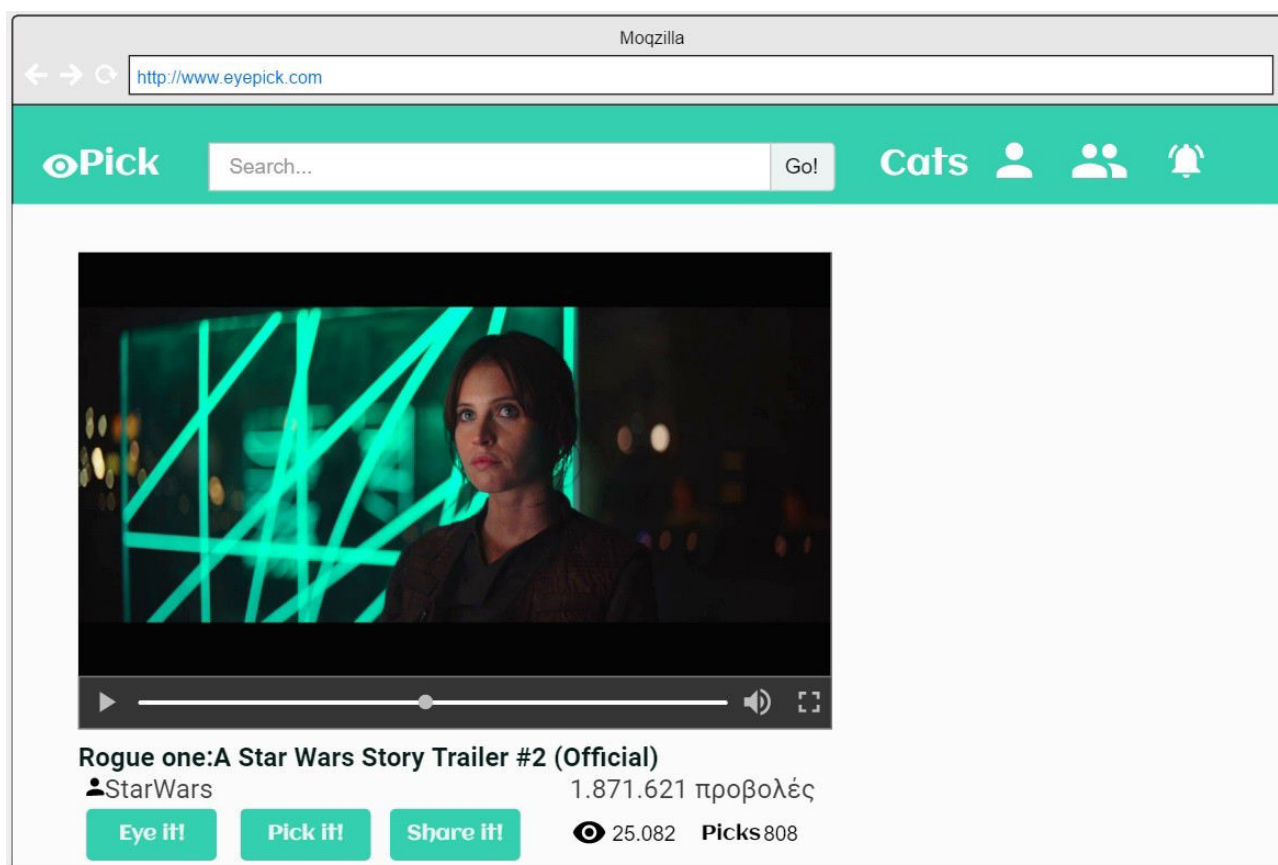 Moqzilla
http://www.eyepick.com
Pick Search... Go! Cats
Rogue one:A Star Wars Story Trailer #2 (Official)
StarWars 1.871.621 προβολές
Eye it! Pick it! Share it! 25.082 Picks 808